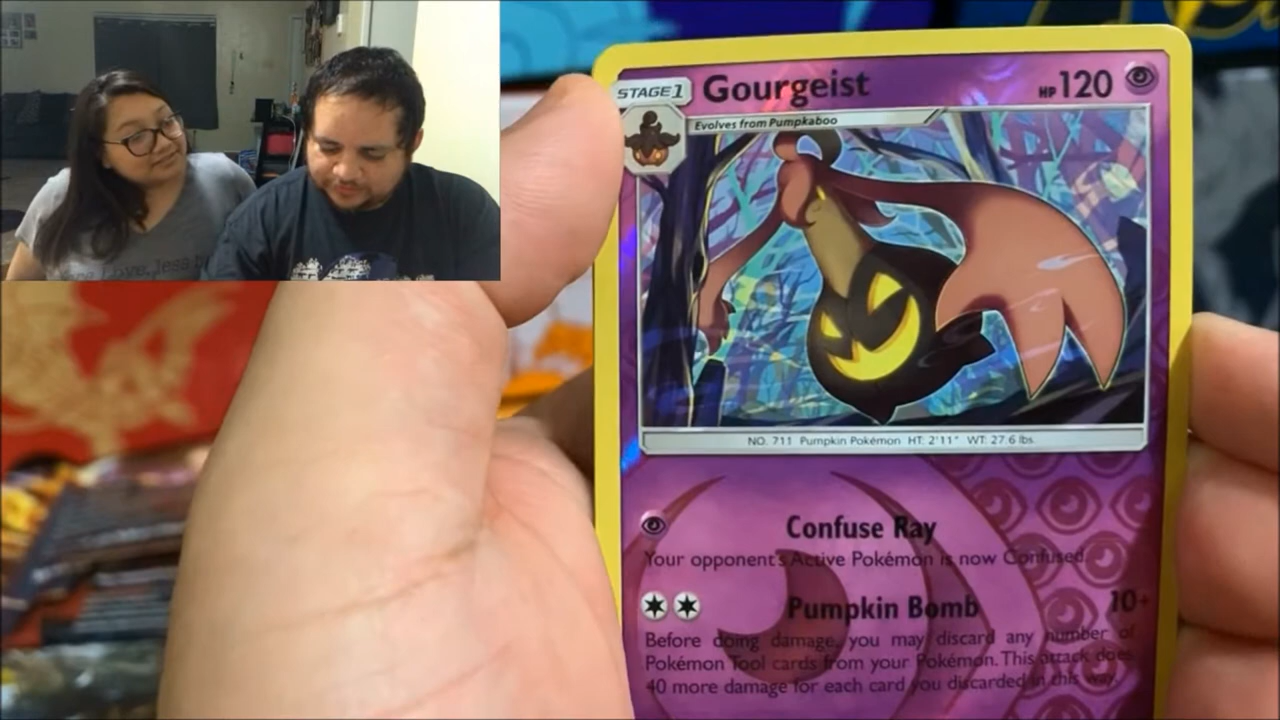 STAGE 1
Gourgeist
HP 120
Evolves from Pumpkaboo
NO. 711 Pumpkin Pokémon HT: 2'11" WT: 27.6 lbs.
Confuse Ray
Your opponent's Active Pokémon is now Confused.
Pumpkin Bomb 10+
Before doing damage, you may discard any number of
Pokémon Tool cards from your Pokémon. This attack does
40 more damage for each card you discarded in this way.